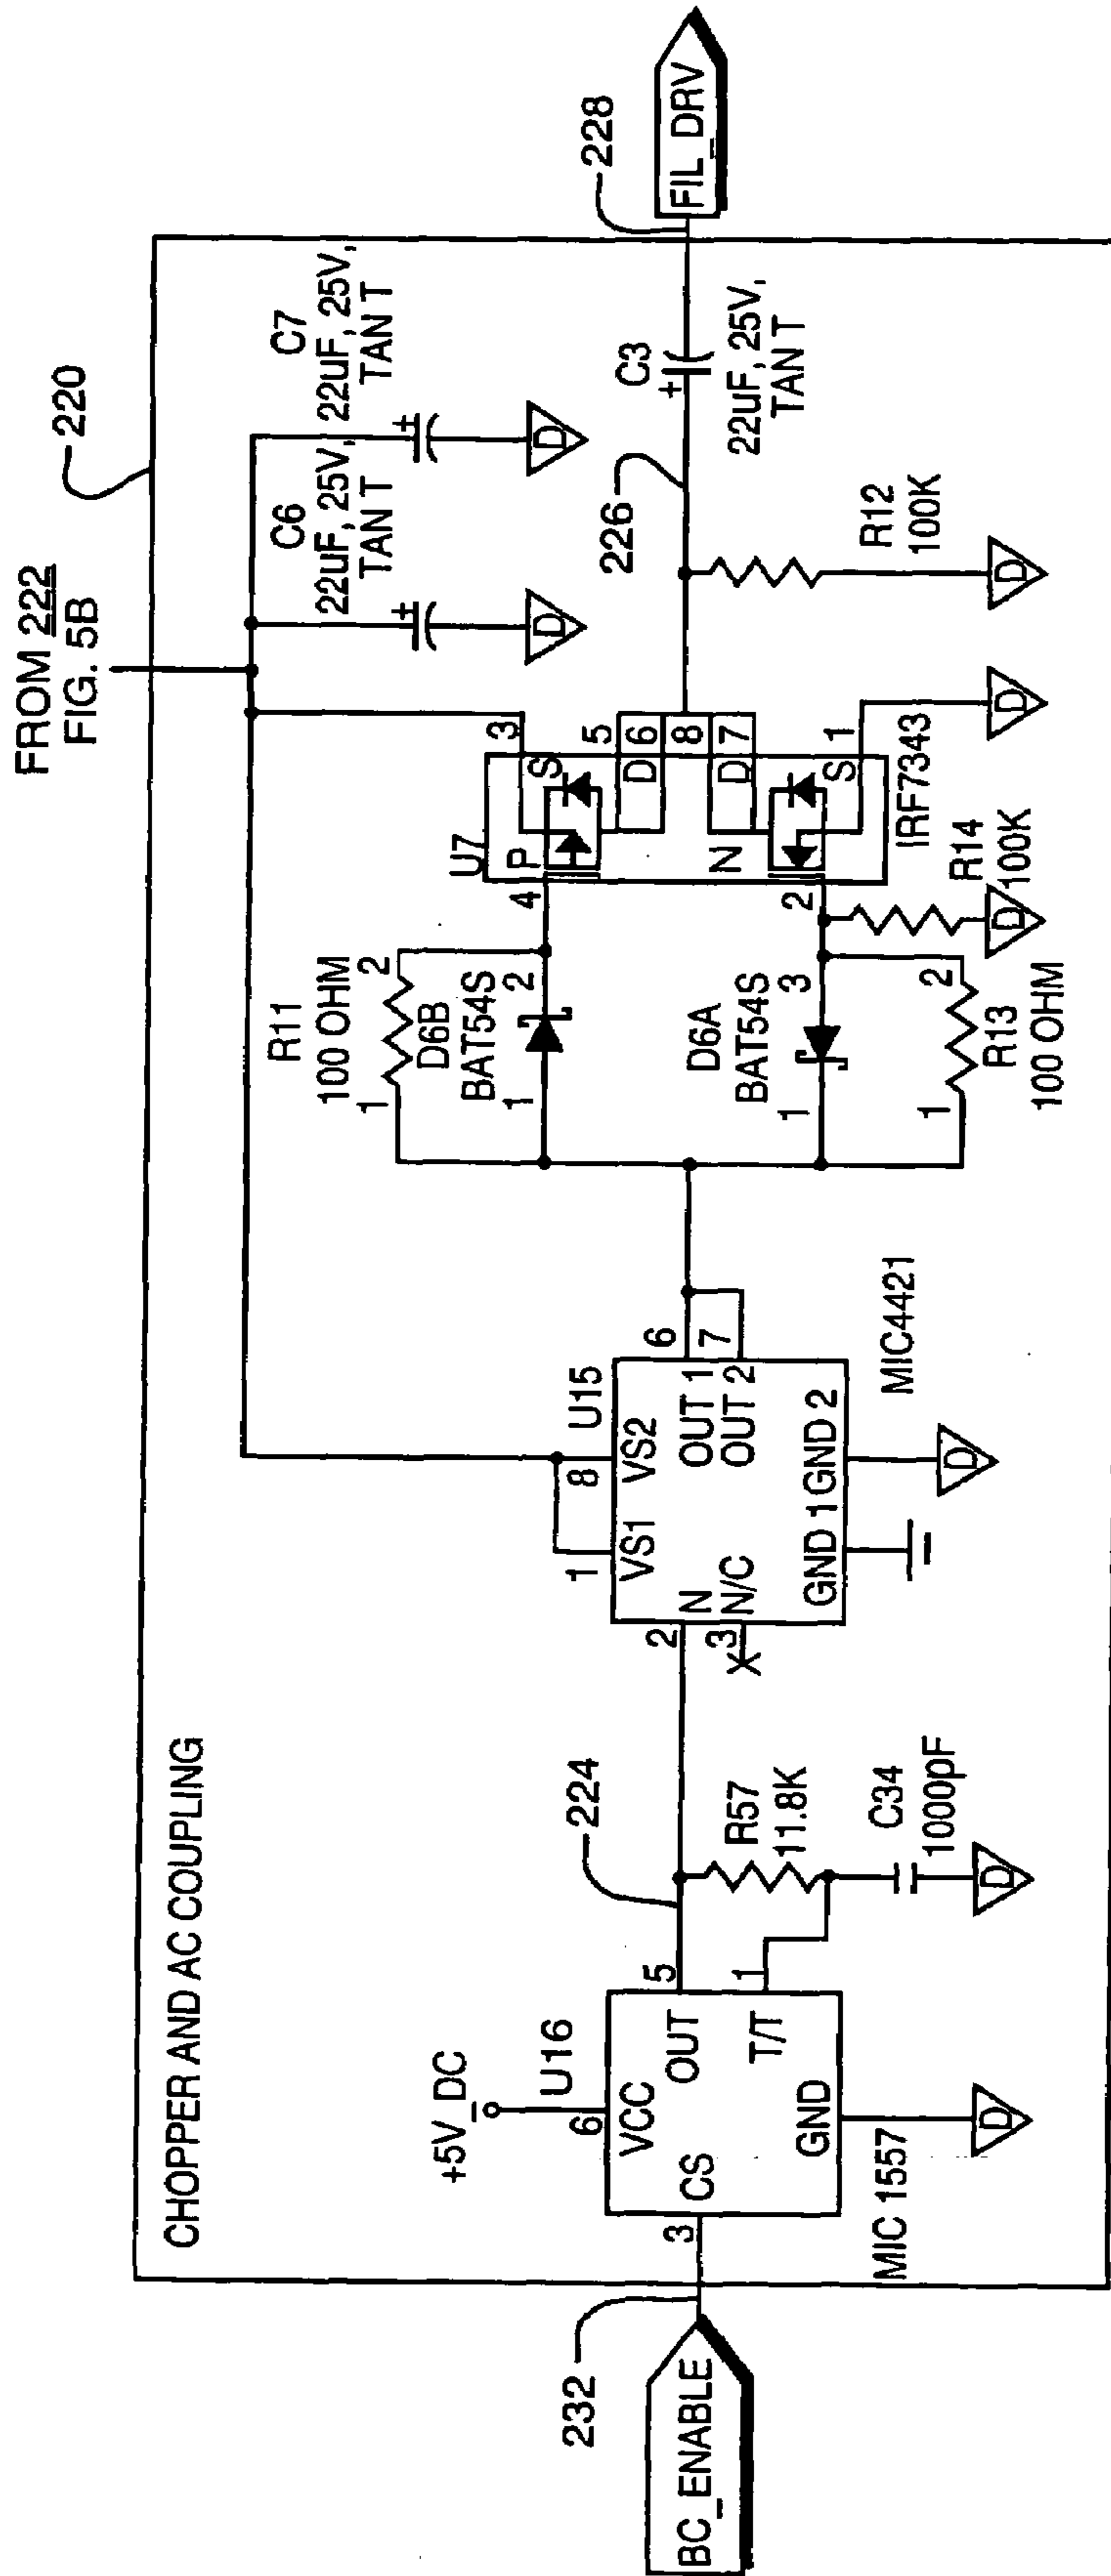 FROM 222
FIG. 5B
220
CHOPPER AND AC COUPLING
C6
22uF, 25V,
TAN T
C7
22uF, 25V,
TAN T
BC_ENABLE
232
+5V_DC
U16
6
VCC
3
CS
OUT
5
T/T
1
GND
D
MIC 1557
224
R57
11.8K
C34
1000pF
D
1
VS1
8
VS2
U15
2
N
3
N/C
X
OUT 1
6
OUT 2
7
GND 1
GND 2
D
MIC4421
R11
100 OHM
1
2
D6B
BAT54S
1
2
D6A
BAT54S
1
3
1
2
R13
100 OHM
R14
100K
D
U7
4
P
S
3
5
D
6
8
D
7
N
2
S
1
IRF7343
D
D
D
226
R12
100K
D
+
+
+
C3
22uF, 25V,
TAN T
228
FIL_DRV